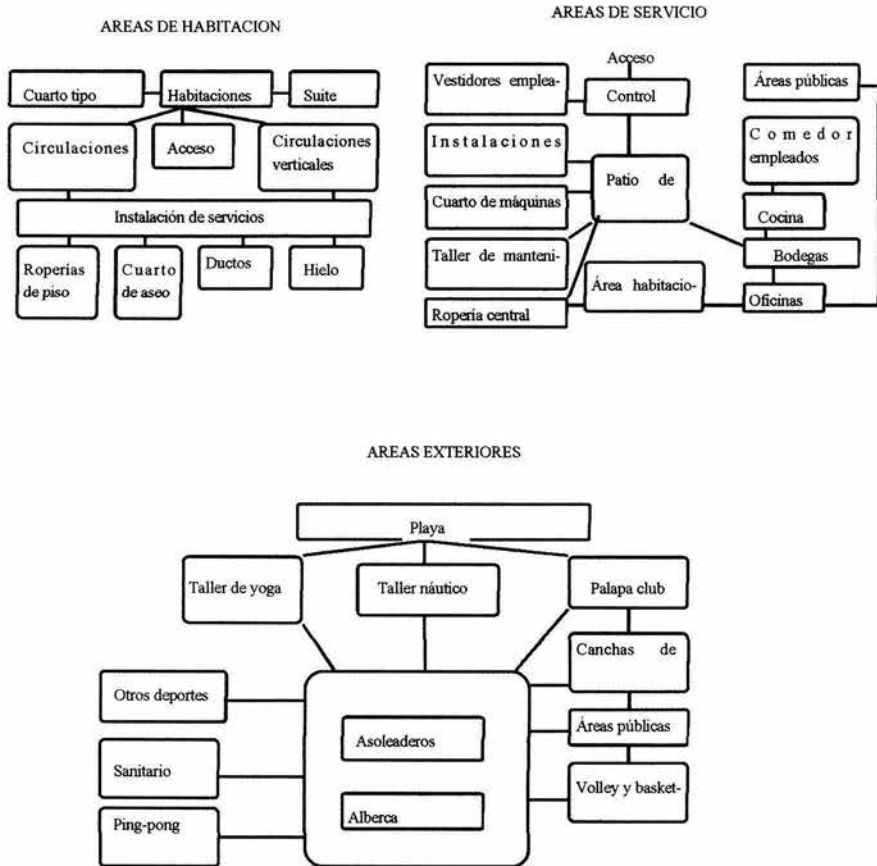 AREAS DE HABITACION
Cuarto tipo
Habitaciones
Suite
Circulaciones
Acceso
Circulaciones
verticales
Instalación de servicios
Roperías
de piso
Cuarto
de aseo
Ductos
Hielo
AREAS DE SERVICIO
Acceso
Vestidores emplea-
Control
Áreas públicas
Instalaciones
Comedor
empleados
Patio de
Cuarto de máquinas
Cocina
Taller de manteni-
Bodegas
Área habitacio-
Oficinas
Ropería central
AREAS EXTERIORES
Playa
Taller de yoga
Taller náutico
Palapa club
Canchas de
Otros deportes
Asoleaderos
Áreas públicas
Sanitario
Volley y basket-
Alberca
Ping-pong